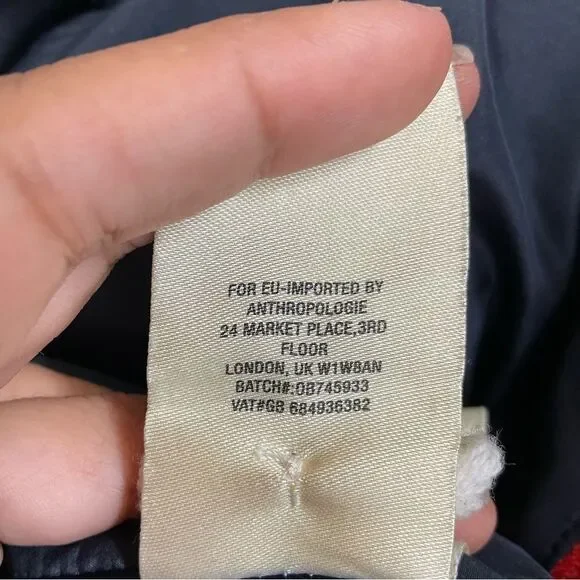 FOR EU-IMPORTED BY
ANTHROPOLOGIE
24 MARKET PLACE,3RD
FLOOR
LONDON, UK W1W8AN
BATCH#:0B745933
VAT#GB 684936382